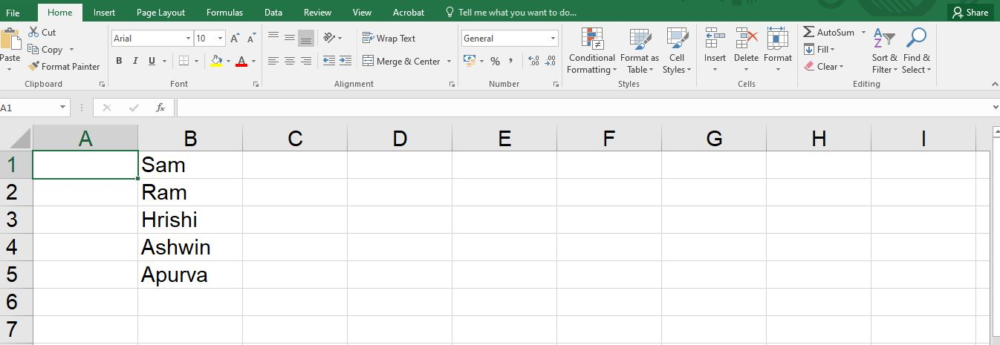 File Home Insert Page Layout Formulas Data Review View Acrobat Tell me what you want to do... Share
Cut
Copy
Format Painter
Paste
Clipboard
Arial 10
B I U
Font
Wrap Text
Merge & Center
Alignment
General
% , .00 .00
Number
Conditional Formatting
Format as Table
Cell Styles
Styles
Insert Delete Format
Cells
AutoSum
Fill
Clear
Sort & Filter
Find & Select
Editing
A1 fx
A B C D E F G H I
1 Sam
2 Ram
3 Hrishi
4 Ashwin
5 Apurva
6
7